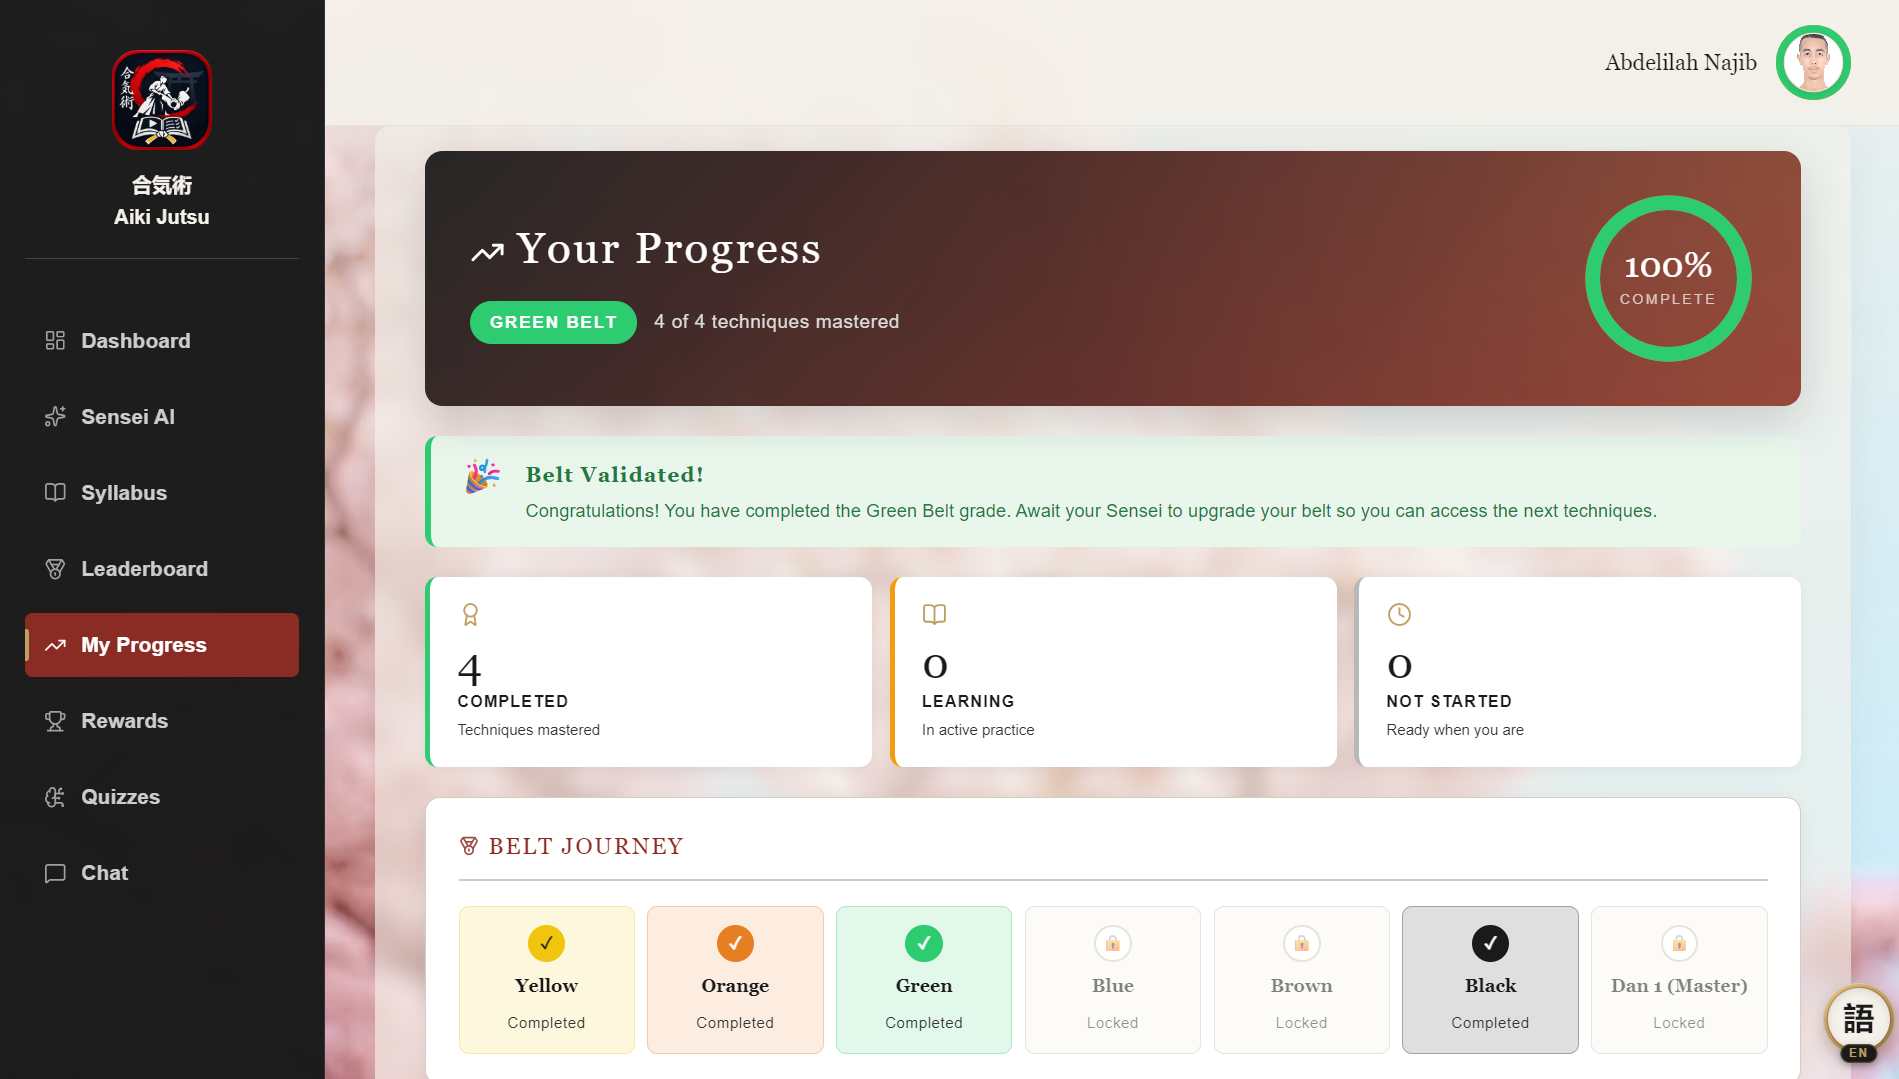 合気術
合気術
Aiki Jutsu
Dashboard
Sensei AI
Syllabus
Leaderboard
My Progress
Rewards
Quizzes
Chat
Abdelilah Najib
Your Progress
GREEN BELT
4 of 4 techniques mastered
100%
COMPLETE
Belt Validated!
Congratulations! You have completed the Green Belt grade. Await your Sensei to upgrade your belt so you can access the next techniques.
4
COMPLETED
Techniques mastered
0
LEARNING
In active practice
0
NOT STARTED
Ready when you are
BELT JOURNEY
Yellow
Completed
Orange
Completed
Green
Completed
Blue
Locked
Brown
Locked
Black
Completed
Dan 1 (Master)
Locked
語
EN